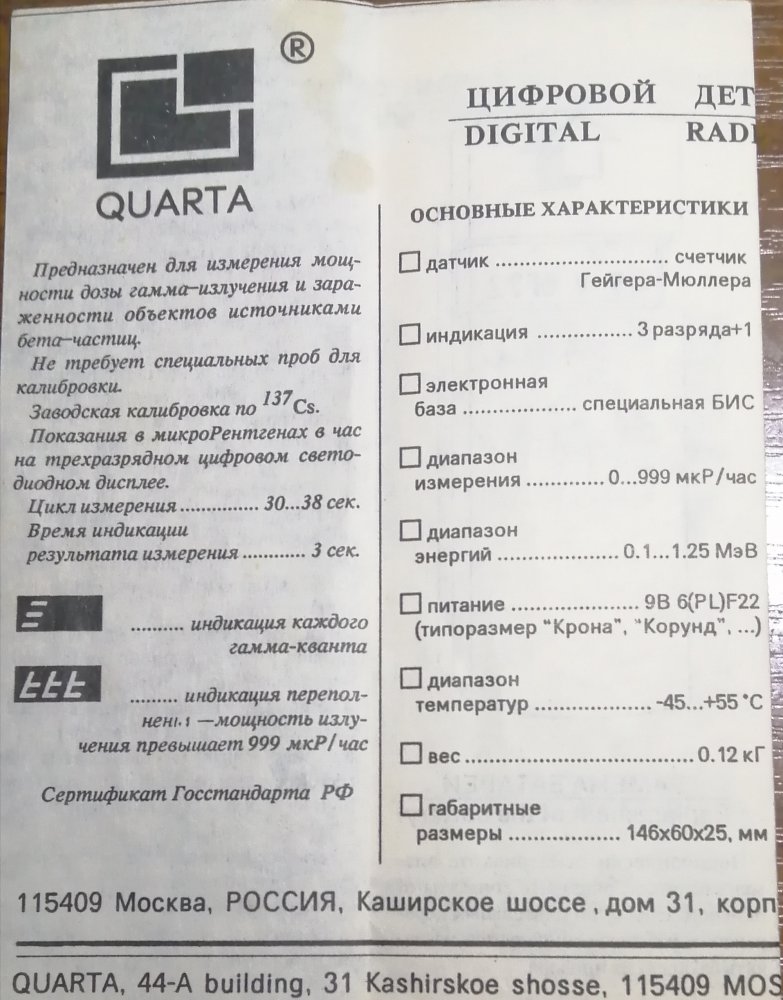 ®
QUARTA
ЦИФРОВОЙ ДЕТ
DIGITAL RADI
Предназначен для измерения мощ-
ности дозы гамма-излучения и зара-
женности объектов источниками
бета-частиц.
Не требует специальных проб для
калибровки.
Заводская калибровка по 137Cs.
Показания в микроРентгенах в час
на трехразрядном цифровом свето-
диодном дисплее.
Цикл измерения ............... 30...38 сек.
Время индикации
результата измерения ............ 3 сек.
.......... индикация каждого
гамма-кванта
......... индикация перепол-
нения —мощность излу-
чения превышает 999 мкР/час
Сертификат Госстандарта РФ
ОСНОВНЫЕ ХАРАКТЕРИСТИКИ
датчик ............................ счетчик
Гейгера-Мюллера
индикация ................ 3 разряда+1
электронная
база ................... специальная БИС
диапазон
измерения ............. 0...999 мкР/час
диапазон
энергий .................... 0.1...1.25 МэВ
питание ..................... 9В 6(PL)F22
(типоразмер "Крона", "Корунд", ...)
диапазон
температур ................... -45...+55 °С
вес ...................................... 0.12 кГ
габаритные
размеры ................... 146x60x25, мм
115409 Москва, РОССИЯ, Каширское шоссе, дом 31, корп
QUARTA, 44-A building, 31 Kashirskoe shosse, 115409 MOS